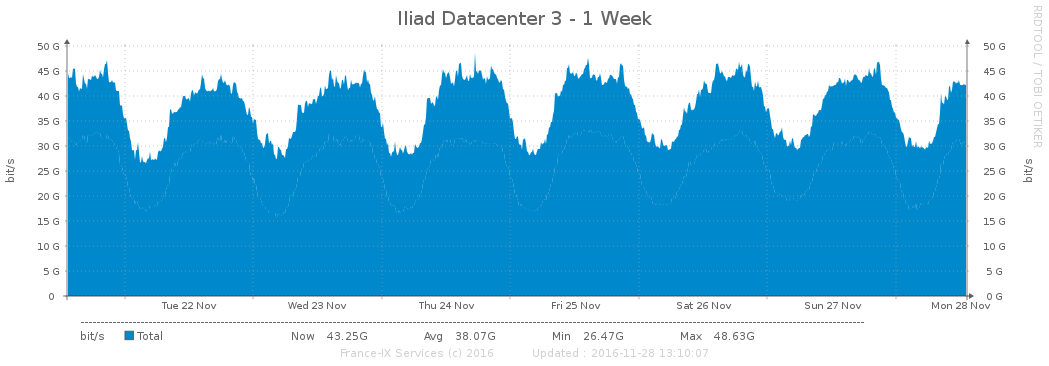 Iliad Datacenter 3 - 1 Week
RRDTOOL / TOBI OETIKER
50 G 50 G
45 G 45 G
40 G 40 G
35 G 35 G
30 G 30 G
25 G 25 G
20 G 20 G
15 G 15 G
10 G 10 G
5 G 5 G
0 0 G
bit/s bit/s
Tue 22 Nov Wed 23 Nov Thu 24 Nov Fri 25 Nov Sat 26 Nov Sun 27 Nov Mon 28 Nov
bit/s Total Now 43.25G Avg 38.07G Min 26.47G Max 48.63G
France-IX Services (c) 2016 Updated : 2016-11-28 13:10:07